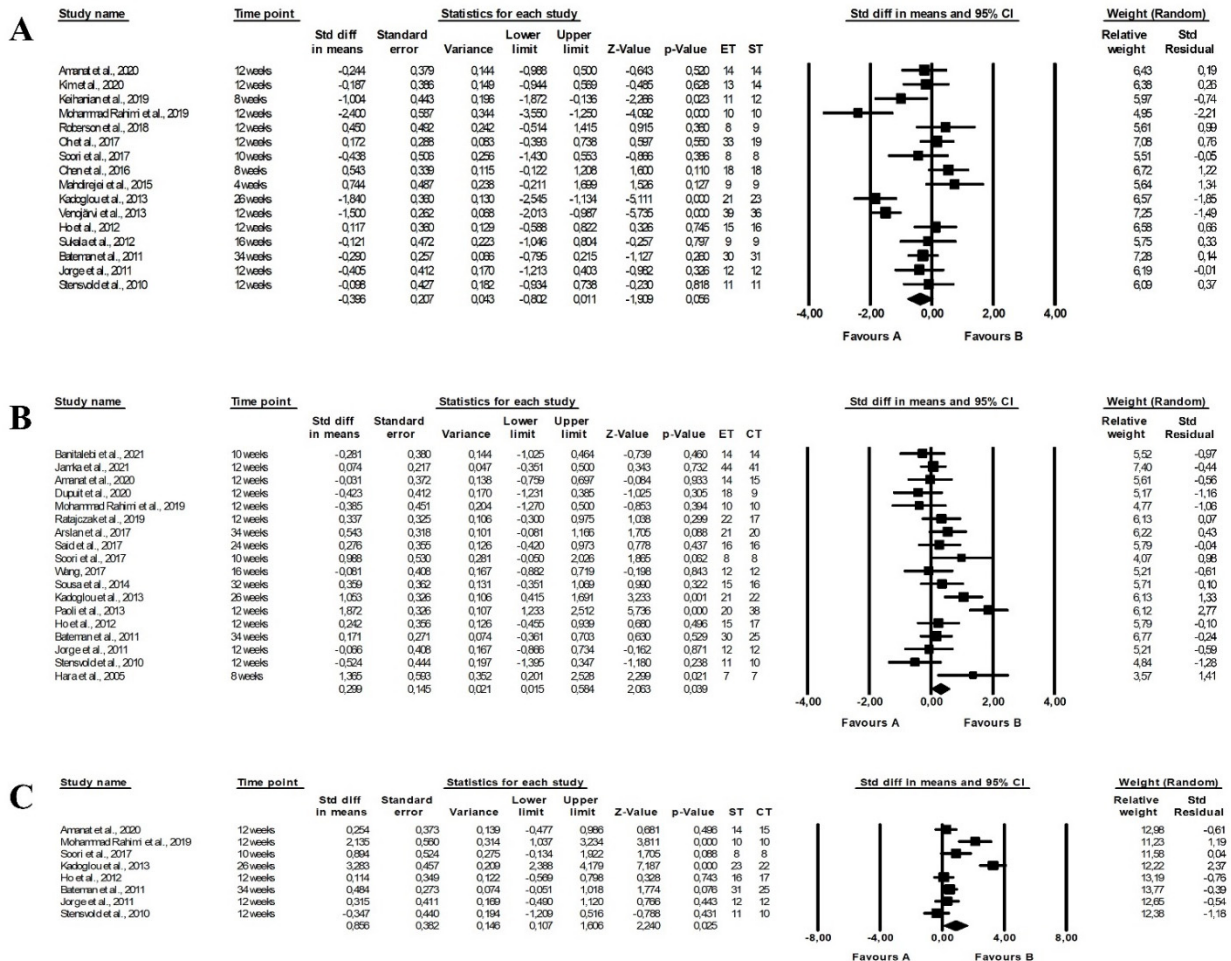 A
Study name Time point Statistics for each study Std diff in means and 95% CI Weight (Random)
Std diff in means Standard error Variance Lower limit Upper limit Z-Value p-Value ET ST Relative weight Std Residual
Amanat et al., 2020 12 weeks -0,244 0,379 0,144 -0,988 0,500 -0,643 0,520 14 14 6,43 0,19
Kim et al., 2020 12 weeks -0,187 0,386 0,149 -0,944 0,569 -0,485 0,628 13 14 6,38 0,26
Keihanian et al., 2019 8 weeks -1,004 0,443 0,196 -1,872 -0,136 -2,266 0,023 11 12 5,97 -0,74
Mohammad Rahimi et al., 2019 12 weeks -2,400 0,587 0,344 -3,550 -1,250 -4,092 0,000 10 10 4,95 -2,21
Roberson et al., 2018 12 weeks 0,450 0,492 0,242 -0,514 1,415 0,915 0,360 8 9 5,61 0,99
Oh et al., 2017 12 weeks 0,172 0,288 0,083 -0,393 0,738 0,597 0,550 33 19 7,08 0,76
Soori et al., 2017 10 weeks -0,438 0,506 0,256 -1,430 0,553 -0,866 0,386 8 8 5,51 -0,05
Chen et al., 2016 8 weeks 0,543 0,339 0,115 -0,122 1,208 1,600 0,110 18 18 6,72 1,22
Mahdirejei et al., 2015 4 weeks 0,744 0,487 0,238 -0,211 1,699 1,526 0,127 9 9 5,64 1,34
Kadoglou et al., 2013 26 weeks -1,840 0,360 0,130 -2,545 -1,134 -5,111 0,000 21 23 6,57 -1,85
Venojärvi et al., 2013 12 weeks -1,500 0,262 0,068 -2,013 -0,987 -5,735 0,000 39 36 7,25 -1,49
Ho et al., 2012 12 weeks 0,117 0,360 0,129 -0,588 0,822 0,326 0,745 15 16 6,58 0,66
Sukala et al., 2012 16 weeks -0,121 0,472 0,223 -1,046 0,804 -0,257 0,797 9 9 5,75 0,33
Bateman et al., 2011 34 weeks -0,290 0,257 0,066 -0,795 0,215 -1,127 0,260 30 31 7,28 0,14
Jorge et al., 2011 12 weeks -0,405 0,412 0,170 -1,213 0,403 -0,982 0,326 12 12 6,19 -0,01
Stensvold et al., 2010 12 weeks -0,098 0,427 0,182 -0,934 0,738 -0,230 0,818 11 11 6,09 0,37
-0,396 0,207 0,043 -0,802 0,011 -1,909 0,056
-4,00 -2,00 0,00 2,00 4,00
Favours A Favours B
B
Study name Time point Statistics for each study Std diff in means and 95% CI Weight (Random)
Std diff in means Standard error Variance Lower limit Upper limit Z-Value p-Value ET CT Relative weight Std Residual
Banitalebi et al., 2021 10 weeks -0,281 0,380 0,144 -1,025 0,464 -0,739 0,460 14 14 5,52 -0,97
Jamka et al., 2021 12 weeks 0,074 0,217 0,047 -0,351 0,500 0,343 0,732 44 41 7,40 -0,44
Amanat et al., 2020 12 weeks -0,031 0,372 0,138 -0,759 0,697 -0,084 0,933 14 15 5,61 -0,56
Dupuit et al., 2020 12 weeks -0,423 0,412 0,170 -1,231 0,385 -1,025 0,305 18 9 5,17 -1,16
Mohammad Rahimi et al., 2019 12 weeks -0,385 0,451 0,204 -1,270 0,500 -0,853 0,394 10 10 4,77 -1,06
Ratajczak et al., 2019 12 weeks 0,337 0,325 0,106 -0,300 0,975 1,038 0,299 22 17 6,13 0,07
Arslan et al., 2017 34 weeks 0,543 0,318 0,101 -0,081 1,166 1,705 0,088 21 20 6,22 0,43
Said et al., 2017 24 weeks 0,276 0,355 0,126 -0,420 0,973 0,778 0,437 16 16 5,79 -0,04
Soori et al., 2017 10 weeks 0,988 0,530 0,281 -0,050 2,026 1,865 0,062 8 8 4,07 0,98
Wang, 2017 16 weeks -0,081 0,408 0,167 -0,882 0,719 -0,198 0,843 12 12 5,21 -0,61
Sousa et al., 2014 32 weeks 0,359 0,362 0,131 -0,351 1,069 0,990 0,322 15 16 5,71 0,10
Kadoglou et al., 2013 26 weeks 1,053 0,326 0,106 0,415 1,691 3,233 0,001 21 22 6,13 1,33
Paoli et al., 2013 12 weeks 1,872 0,326 0,107 1,233 2,512 5,736 0,000 20 38 6,12 2,77
Ho et al., 2012 12 weeks 0,242 0,356 0,126 -0,455 0,939 0,680 0,496 15 17 5,79 -0,10
Bateman et al., 2011 34 weeks 0,171 0,271 0,074 -0,361 0,703 0,630 0,529 30 25 6,77 -0,24
Jorge et al., 2011 12 weeks -0,066 0,408 0,167 -0,866 0,734 -0,162 0,871 12 12 5,21 -0,59
Stensvold et al., 2010 12 weeks -0,524 0,444 0,197 -1,395 0,347 -1,180 0,238 11 10 4,84 -1,28
Hara et al., 2005 8 weeks 1,365 0,593 0,352 0,201 2,528 2,299 0,021 7 7 3,57 1,41
0,299 0,145 0,021 0,015 0,584 2,063 0,039
-4,00 -2,00 0,00 2,00 4,00
Favours A Favours B
C
Study name Time point Statistics for each study Std diff in means and 95% CI Weight (Random)
Std diff in means Standard error Variance Lower limit Upper limit Z-Value p-Value ST CT Relative weight Std Residual
Amanat et al., 2020 12 weeks 0,254 0,373 0,139 -0,477 0,986 0,681 0,496 14 15 12,98 -0,61
Mohammad Rahimi et al., 2019 12 weeks 2,135 0,560 0,314 1,037 3,234 3,811 0,000 10 10 11,23 1,19
Soori et al., 2017 10 weeks 0,894 0,524 0,275 -0,134 1,922 1,705 0,088 8 8 11,58 0,04
Kadoglou et al., 2013 26 weeks 3,283 0,457 0,209 2,388 4,179 7,187 0,000 23 22 12,22 2,37
Ho et al., 2012 12 weeks 0,114 0,349 0,122 -0,569 0,798 0,328 0,743 16 17 13,19 -0,76
Bateman et al., 2011 34 weeks 0,484 0,273 0,074 -0,051 1,018 1,774 0,076 31 25 13,77 -0,39
Jorge et al., 2011 12 weeks 0,315 0,411 0,169 -0,490 1,120 0,766 0,443 12 12 12,65 -0,54
Stensvold et al., 2010 12 weeks -0,347 0,440 0,194 -1,209 0,516 -0,788 0,431 11 10 12,38 -1,18
0,856 0,382 0,146 0,107 1,606 2,240 0,025
-8,00 -4,00 0,00 4,00 8,00
Favours A Favours B